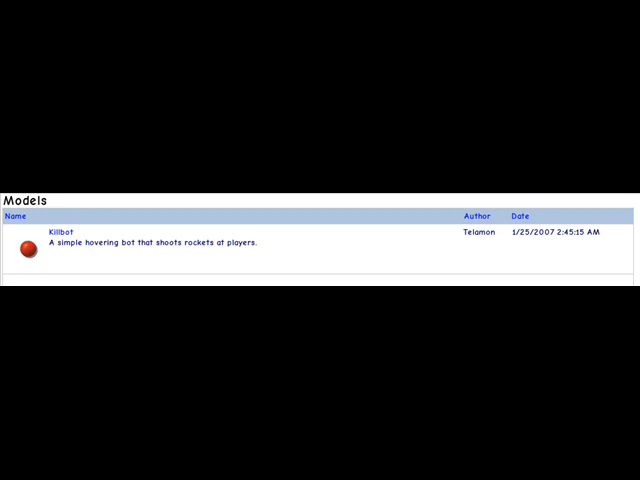 Models
Name Author Date
Killbot Telamon 1/25/2007 2:45:15 AM
A simple hovering bot that shoots rockets at players.